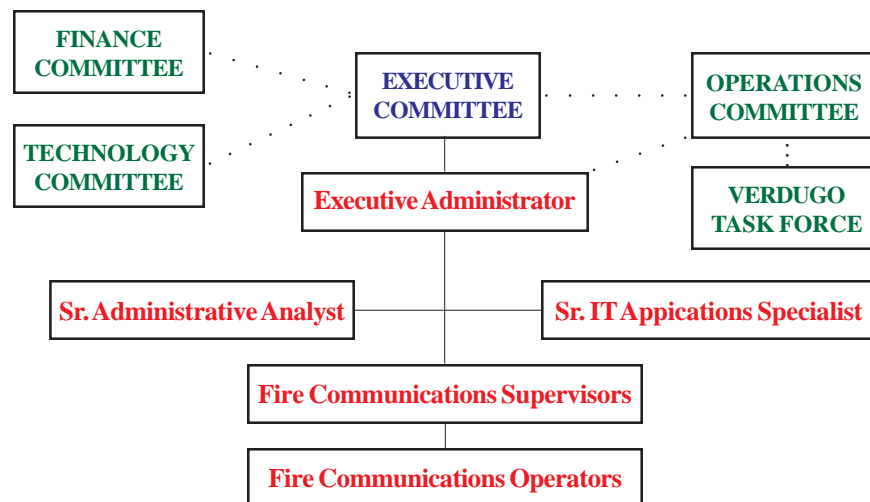 FINANCE
COMMITTEE
EXECUTIVE
COMMITTEE
OPERATIONS
COMMITTEE
TECHNOLOGY
COMMITTEE
Executive Administrator
VERDUGO
TASK FORCE
Sr. Administrative Analyst
Sr. IT Appications Specialist
Fire Communications Supervisors
Fire Communications Operators